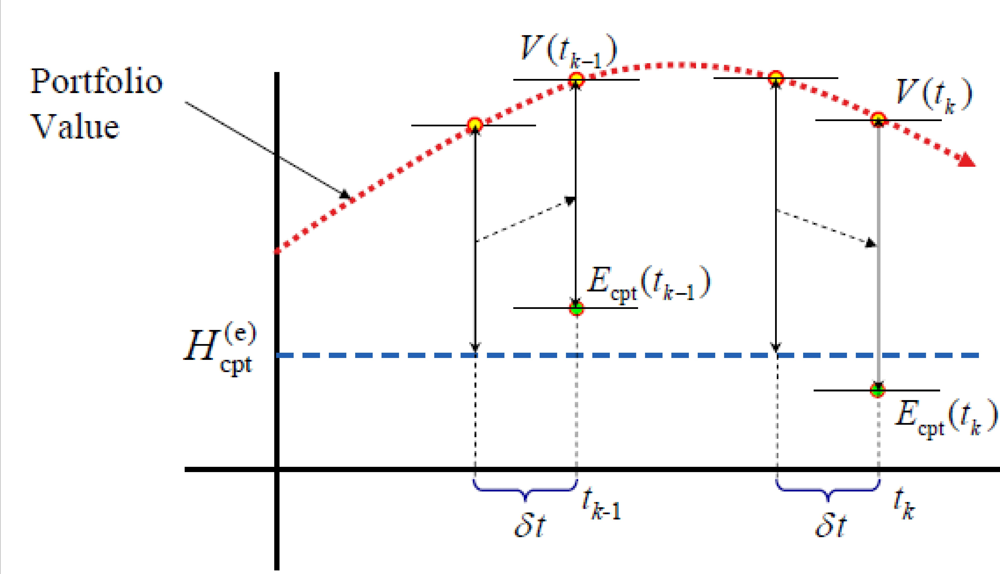 V(t_{k–1})
Portfolio
Value
V(t_k)
E_cpt(t_{k–1})
H_cpt^(e)
E_cpt(t_k)
t_{k-1}
t_k
δt
δt